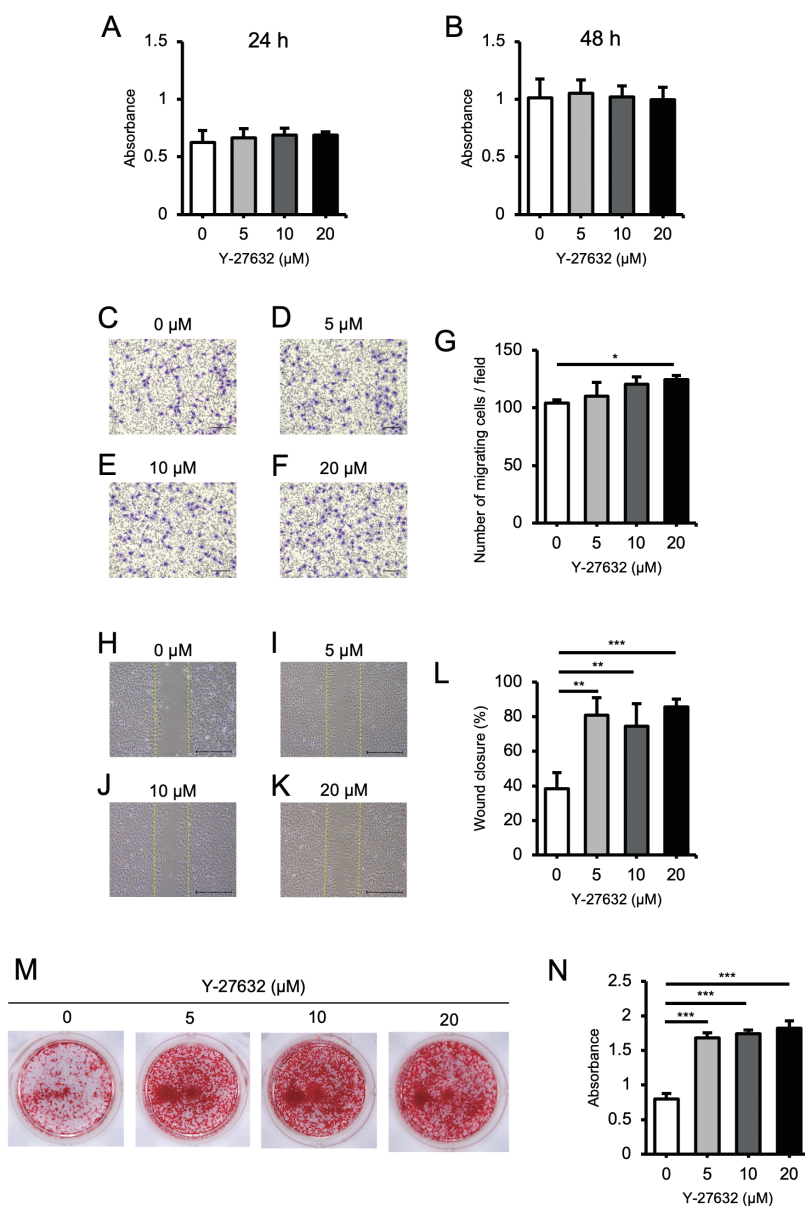 A
B
24 h
48 h
1.5
1
0.5
0
Absorbance
0 5 10 20
Y-27632 (µM)
1.5
1
0.5
0
Absorbance
0 5 10 20
Y-27632 (µM)
C
0 µM
D
5 µM
E
10 µM
F
20 µM
G
150
100
50
0
Number of migrating cells / field
*
0 5 10 20
Y-27632 (µM)
H
0 µM
I
5 µM
J
10 µM
K
20 µM
L
100
80
60
40
20
0
Wound closure (%)
***
**
**
0 5 10 20
Y-27632 (µM)
M
Y-27632 (µM)
0 5 10 20
N
2.5
2
1.5
1
0.5
0
Absorbance
***
***
***
0 5 10 20
Y-27632 (µM)